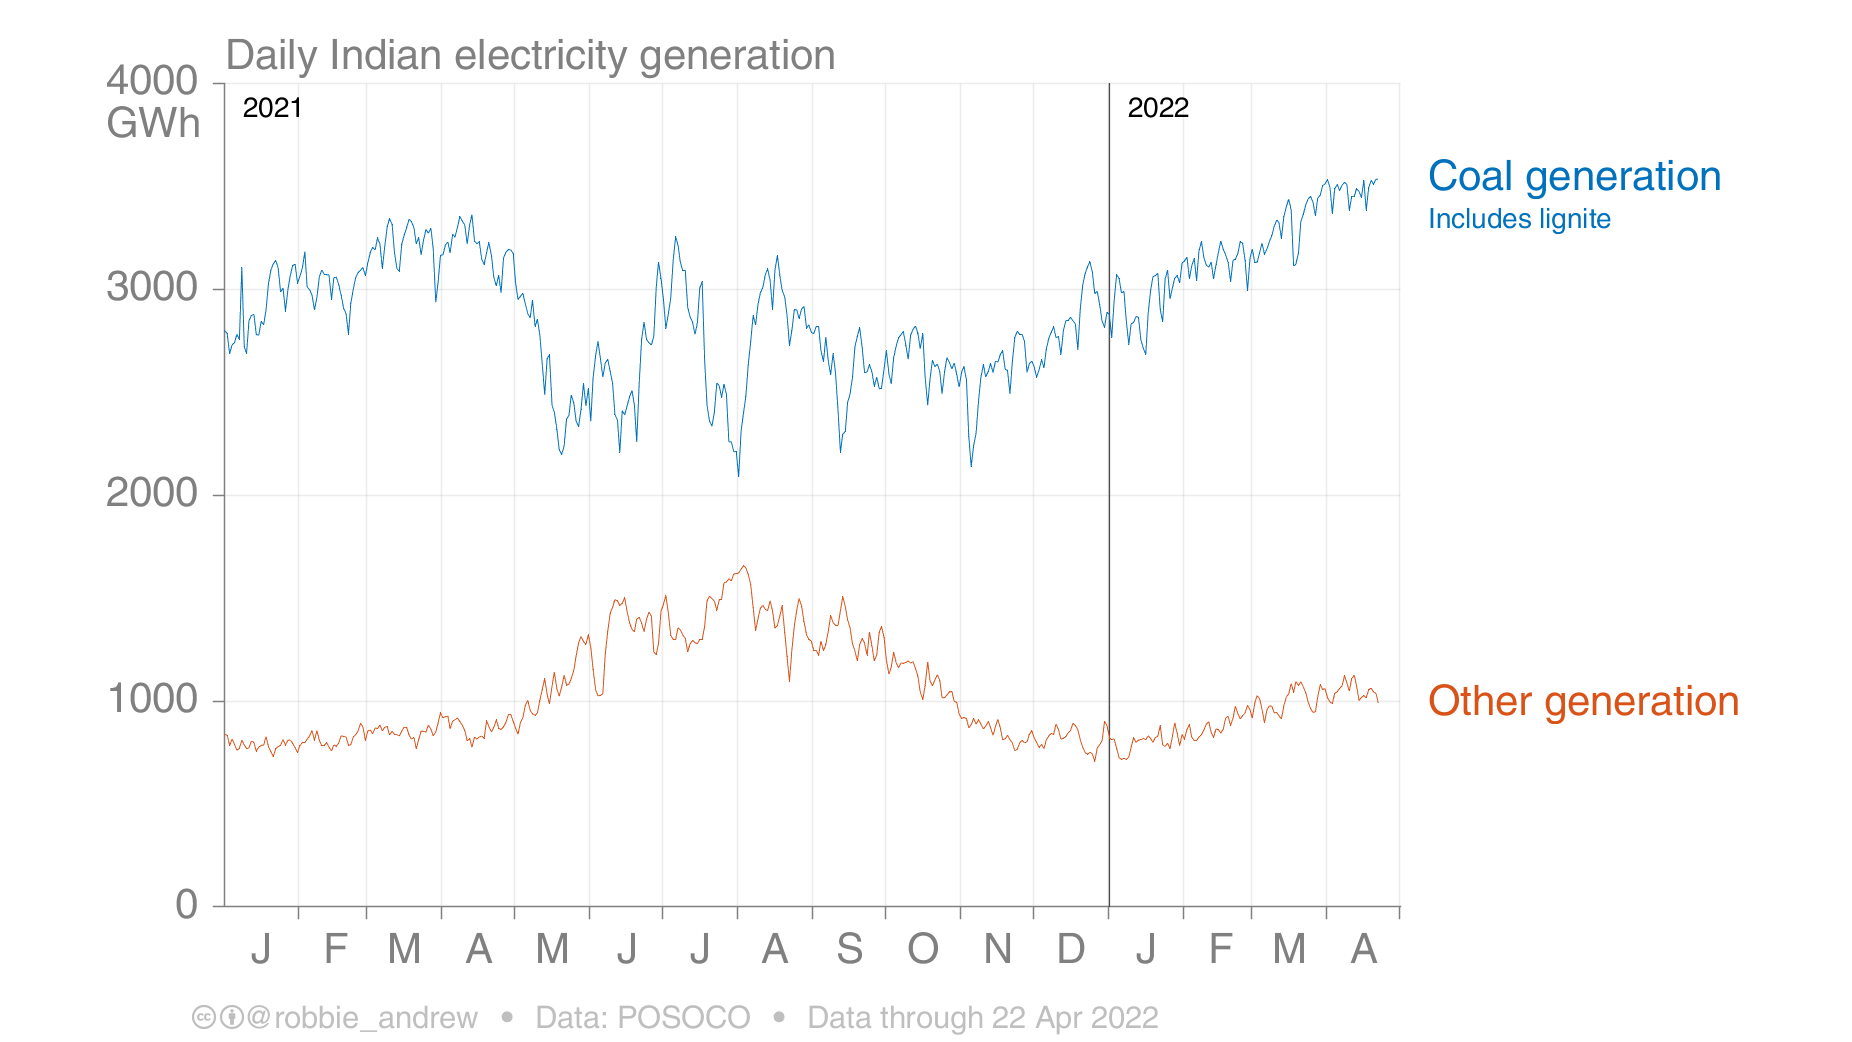 Daily Indian electricity generation
4000
GWh
2021
2022
Coal generation
Includes lignite
3000
2000
1000
Other generation
0
J F M A M J J A S O N D J F M A
@robbie_andrew • Data: POSOCO • Data through 22 Apr 2022